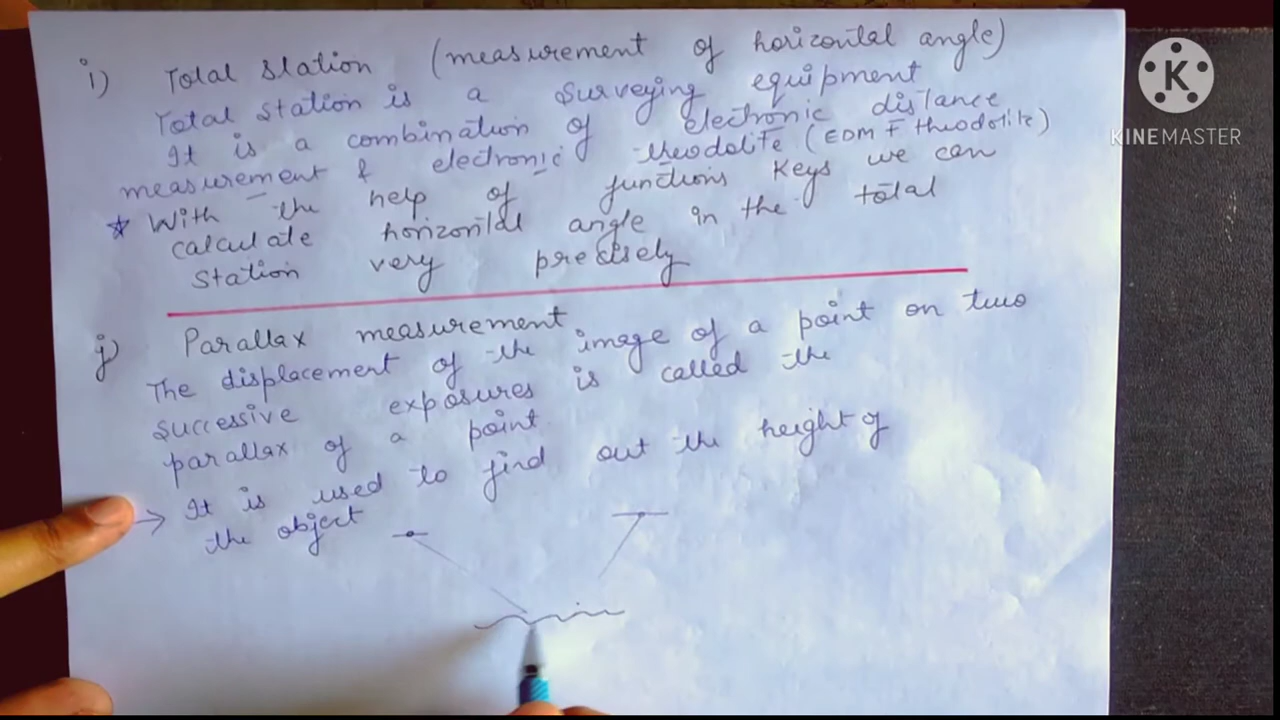 i) Total station (measurement of horizontal angle)
Total station is a surveying equipment
It is a combination of electronic distance
measurement & electronic theodolite (EDM + theodolite)
* With the help of functions keys we can
calculate horizontal angle in the total
station very precisely
j) Parallax measurement
The displacement of the image of a point on two
successive exposures is called the
parallax of a point.
→ It is used to find out the height of
the object
K
KINEMASTER